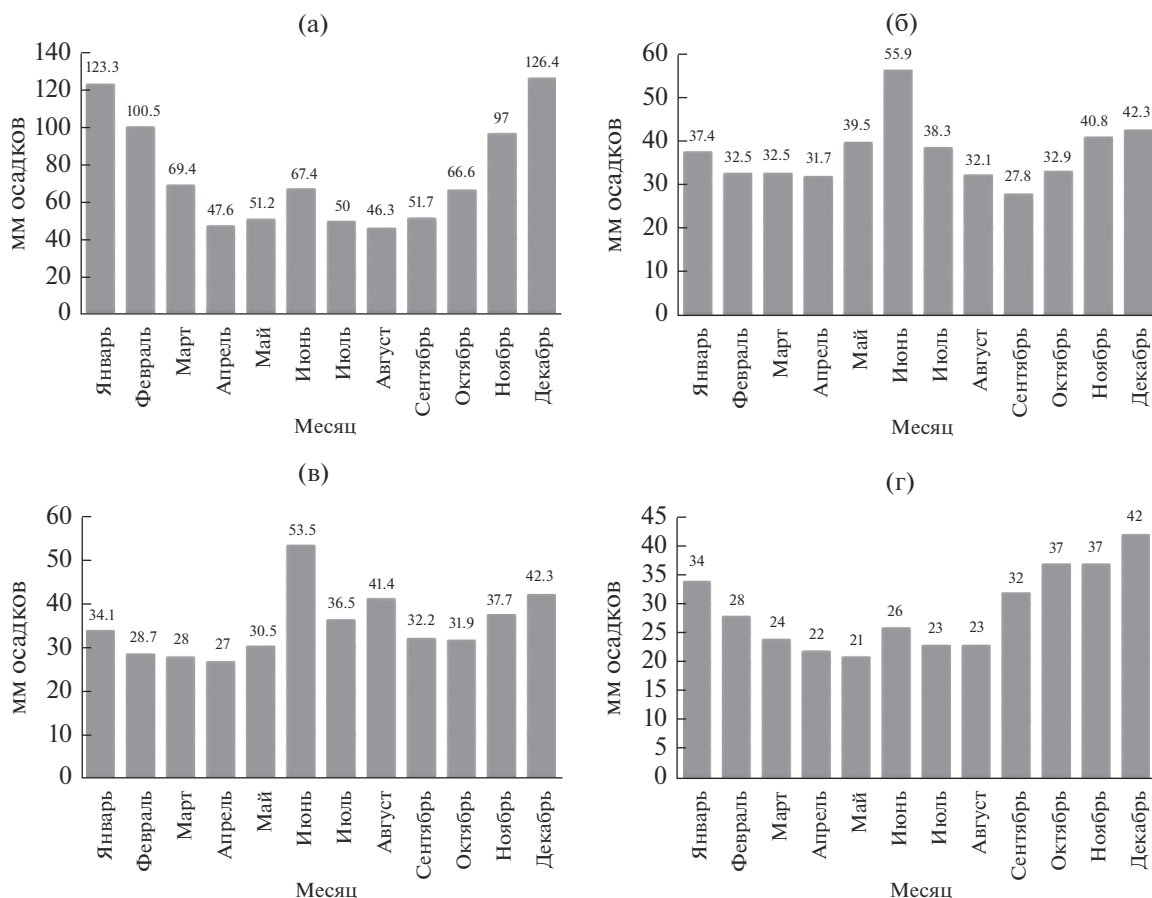 (а)
мм осадков
140
120
100
80
60
40
20
0
123.3
100.5
69.4
47.6
51.2
67.4
50
46.3
51.7
66.6
97
126.4
Январь
Февраль
Март
Апрель
Май
Июнь
Июль
Август
Сентябрь
Октябрь
Ноябрь
Декабрь
Месяц
(б)
мм осадков
60
50
40
30
20
10
0
37.4
32.5
32.5
31.7
39.5
55.9
38.3
32.1
27.8
32.9
40.8
42.3
Январь
Февраль
Март
Апрель
Май
Июнь
Июль
Август
Сентябрь
Октябрь
Ноябрь
Декабрь
Месяц
(в)
мм осадков
60
50
40
30
20
10
0
34.1
28.7
28
27
30.5
53.5
36.5
41.4
32.2
31.9
37.7
42.3
Январь
Февраль
Март
Апрель
Май
Июнь
Июль
Август
Сентябрь
Октябрь
Ноябрь
Декабрь
Месяц
(г)
мм осадков
45
40
35
30
25
20
15
10
5
0
34
28
24
22
21
26
23
23
32
37
37
42
Январь
Февраль
Март
Апрель
Май
Июнь
Июль
Август
Сентябрь
Октябрь
Ноябрь
Декабрь
Месяц